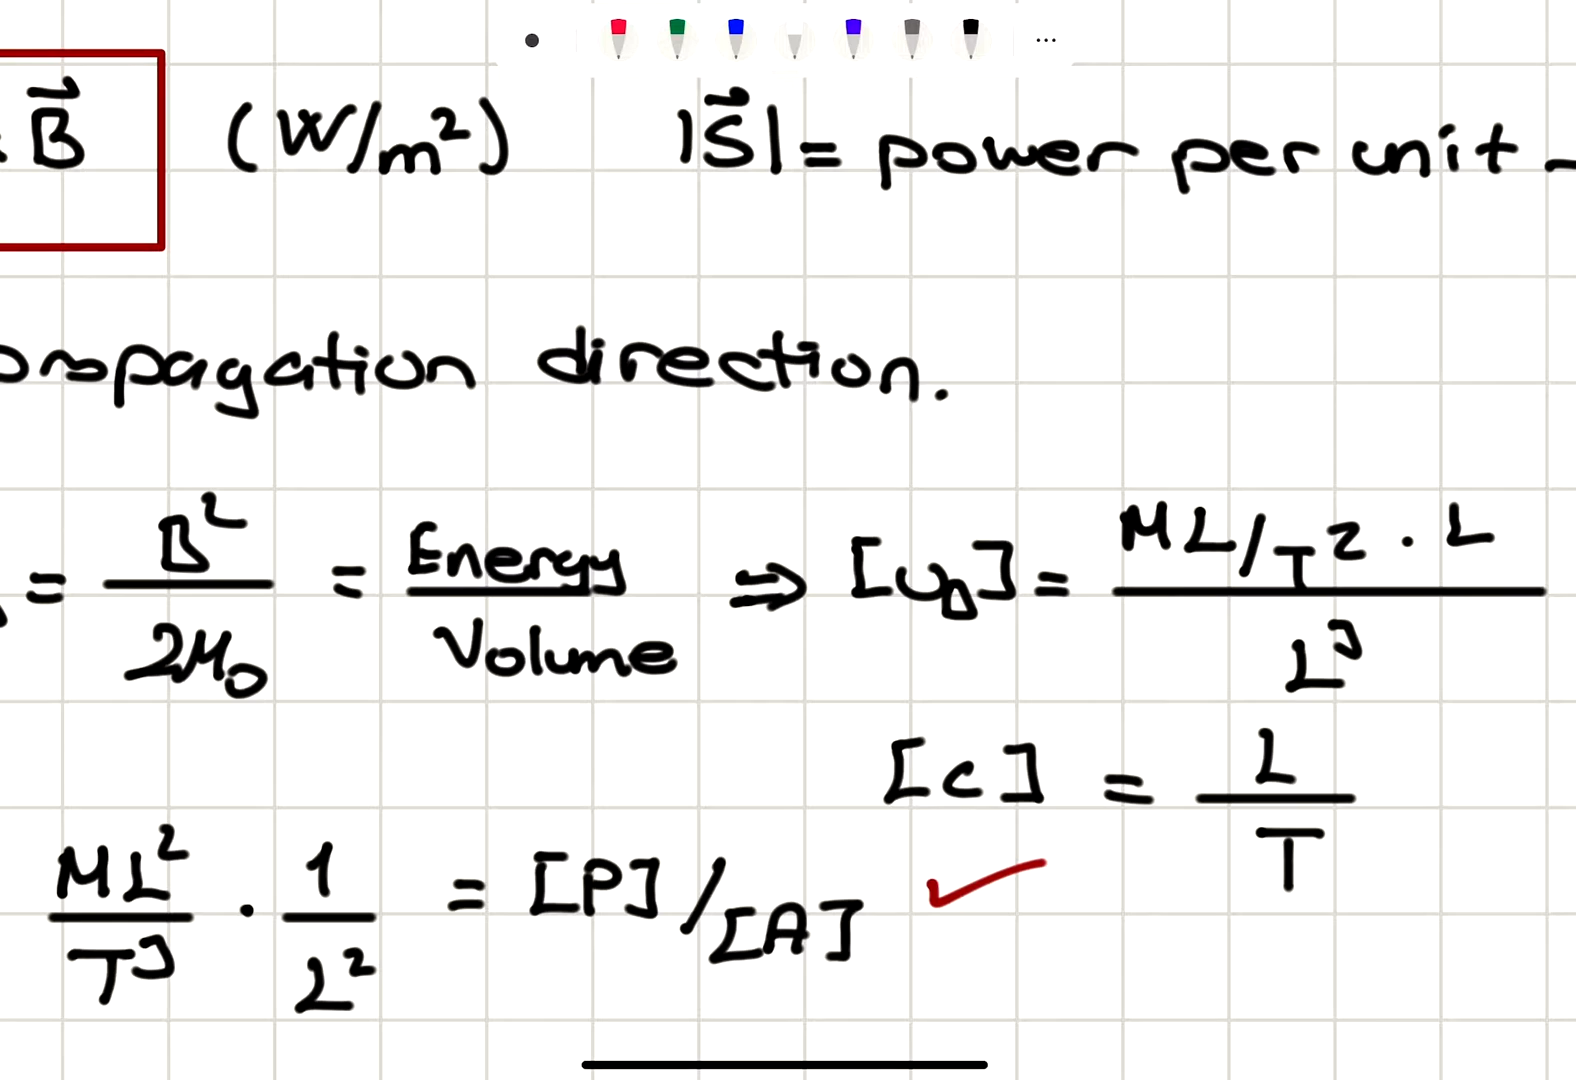 B⃗ (W/m²) |S⃗| = power per unit
propagation direction.
= B²/2μ₀ = Energy/Volume ⇒ [u_B] = (ML/T² · L)/L³
[c] = L/T
ML²/T³ · 1/L² = [P]/[A] ✓